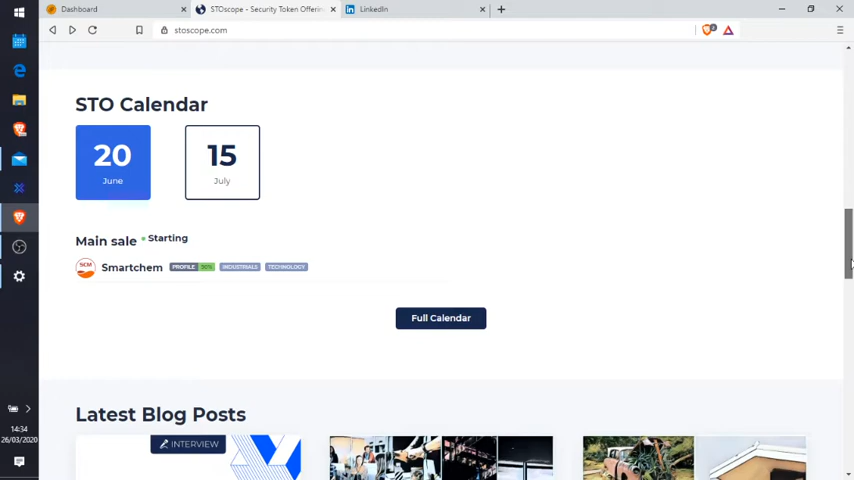 Dashboard
STOscope - Security Token Offerin
LinkedIn
stoscope.com
STO Calendar
20
June
15
July
Main sale
Starting
SCM
Smartchem
PROFILE
INDUSTRIALS
TECHNOLOGY
Full Calendar
Latest Blog Posts
INTERVIEW
14:34
26/03/2020